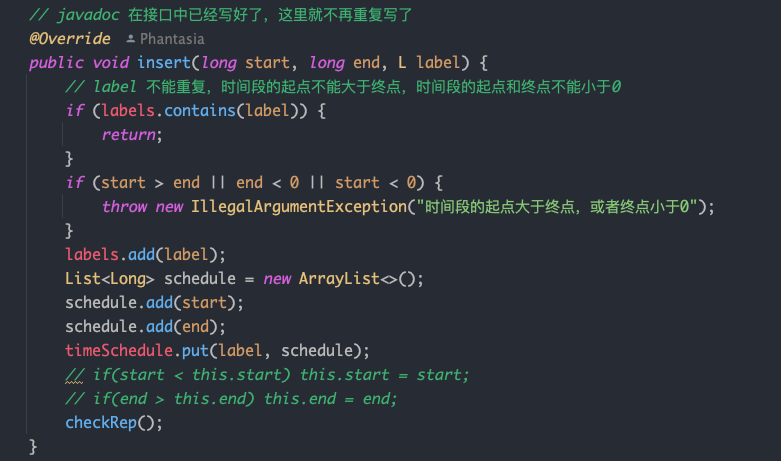 // javadoc 在接口中已经写好了，这里就不再重复写了
@Override Phantasia
public void insert(long start, long end, L label) {
    // label 不能重复，时间段的起点不能大于终点，时间段的起点和终点不能小于0
    if (labels.contains(label)) {
        return;
    }
    if (start > end || end < 0 || start < 0) {
        throw new IllegalArgumentException("时间段的起点大于终点，或者终点小于0");
    }
    labels.add(label);
    List<Long> schedule = new ArrayList<>();
    schedule.add(start);
    schedule.add(end);
    timeSchedule.put(label, schedule);
    // if(start < this.start) this.start = start;
    // if(end > this.end) this.end = end;
    checkRep();
}